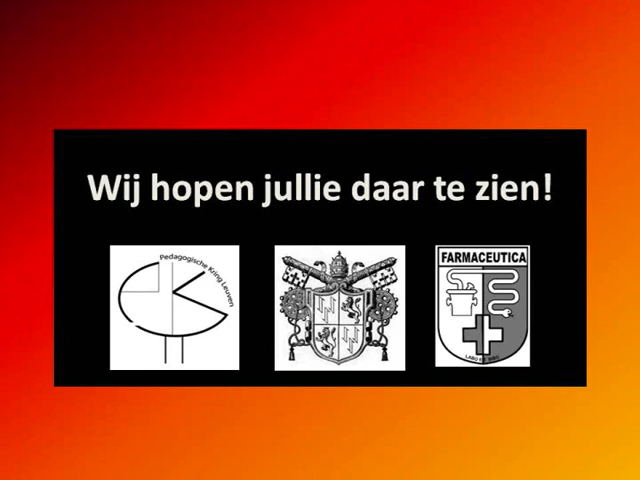 Wij hopen jullie daar te zien!
Pedagogische Kring Leuven
FARMACEUTICA